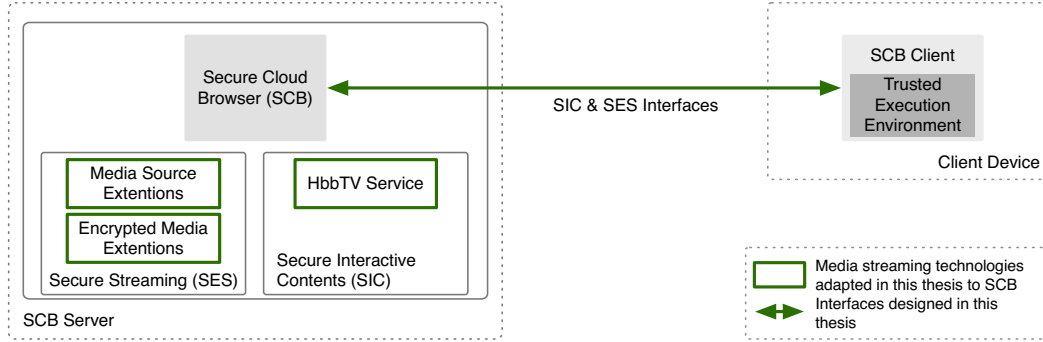 Secure Cloud
Browser (SCB)
SIC & SES Interfaces
SCB Client
Trusted
Execution
Environment
Client Device
Media Source
Extentions
Encrypted Media
Extentions
Secure Streaming (SES)
HbbTV Service
Secure Interactive
Contents (SIC)
SCB Server
Media streaming technologies
adapted in this thesis to SCB
Interfaces designed in this
thesis